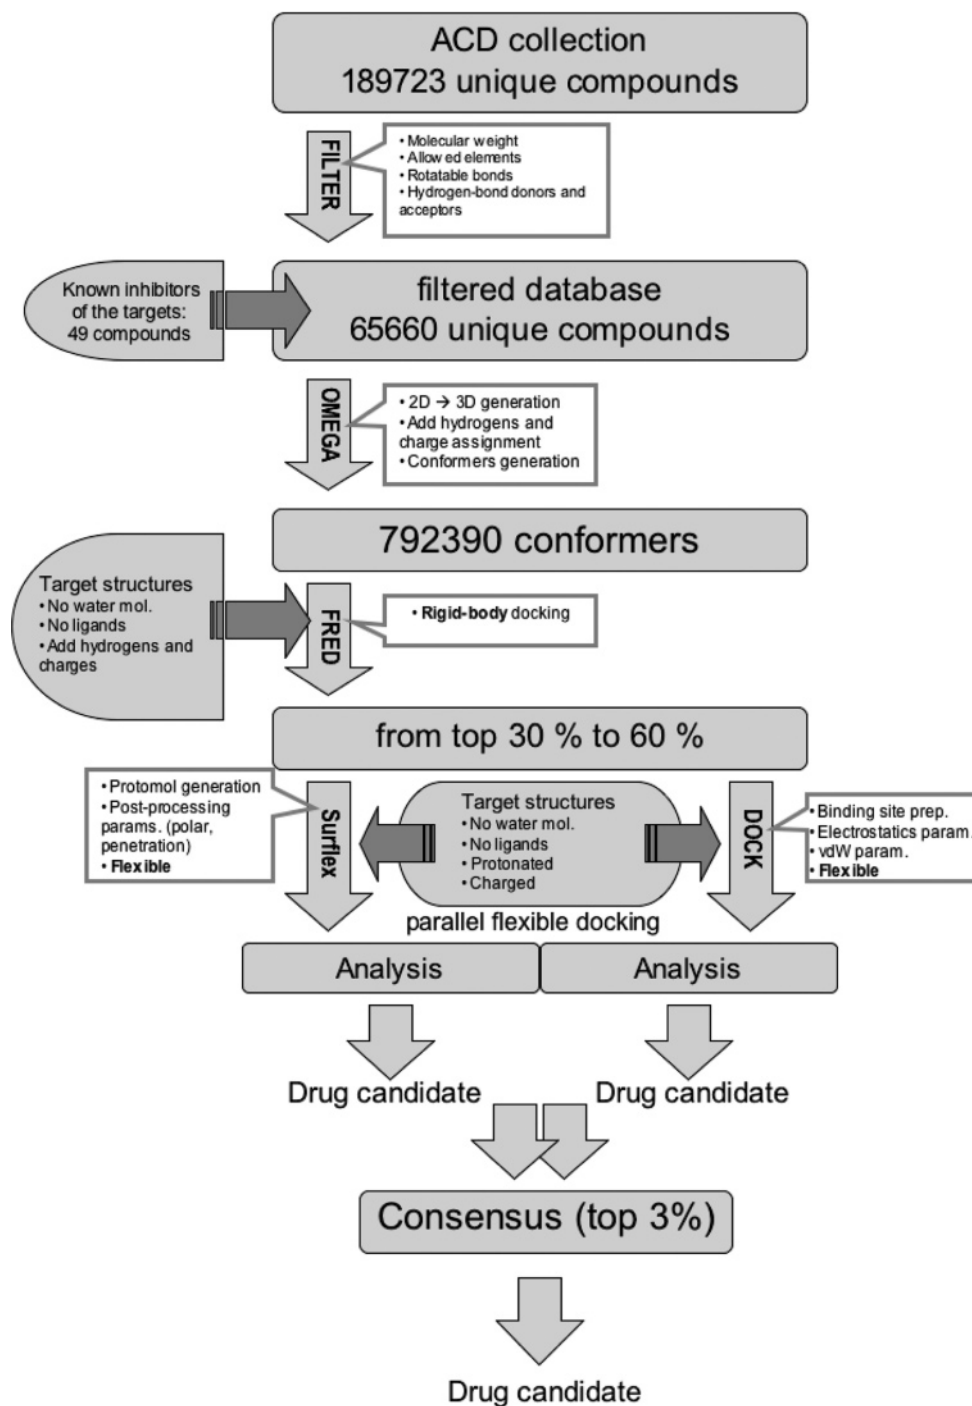 ACD collection
189723 unique compounds
FILTER
• Molecular weight
• Allowed elements
• Rotatable bonds
• Hydrogen-bond donors and
acceptors
Known inhibitors
of the targets:
49 compounds
filtered database
65660 unique compounds
OMEGA
• 2D → 3D generation
• Add hydrogens and
charge assignment
• Conformers generation
792390 conformers
Target structures
• No water mol.
• No ligands
• Add hydrogens and
charges
FRED
• Rigid-body docking
from top 30 % to 60 %
• Protomol generation
• Post-processing
params. (polar,
penetration)
• Flexible
Surflex
Target structures
• No water mol.
• No ligands
• Protonated
• Charged
DOCK
• Binding site prep.
• Electrostatics param.
• vdW param.
• Flexible
parallel flexible docking
Analysis
Analysis
Drug candidate
Drug candidate
Consensus (top 3%)
Drug candidate